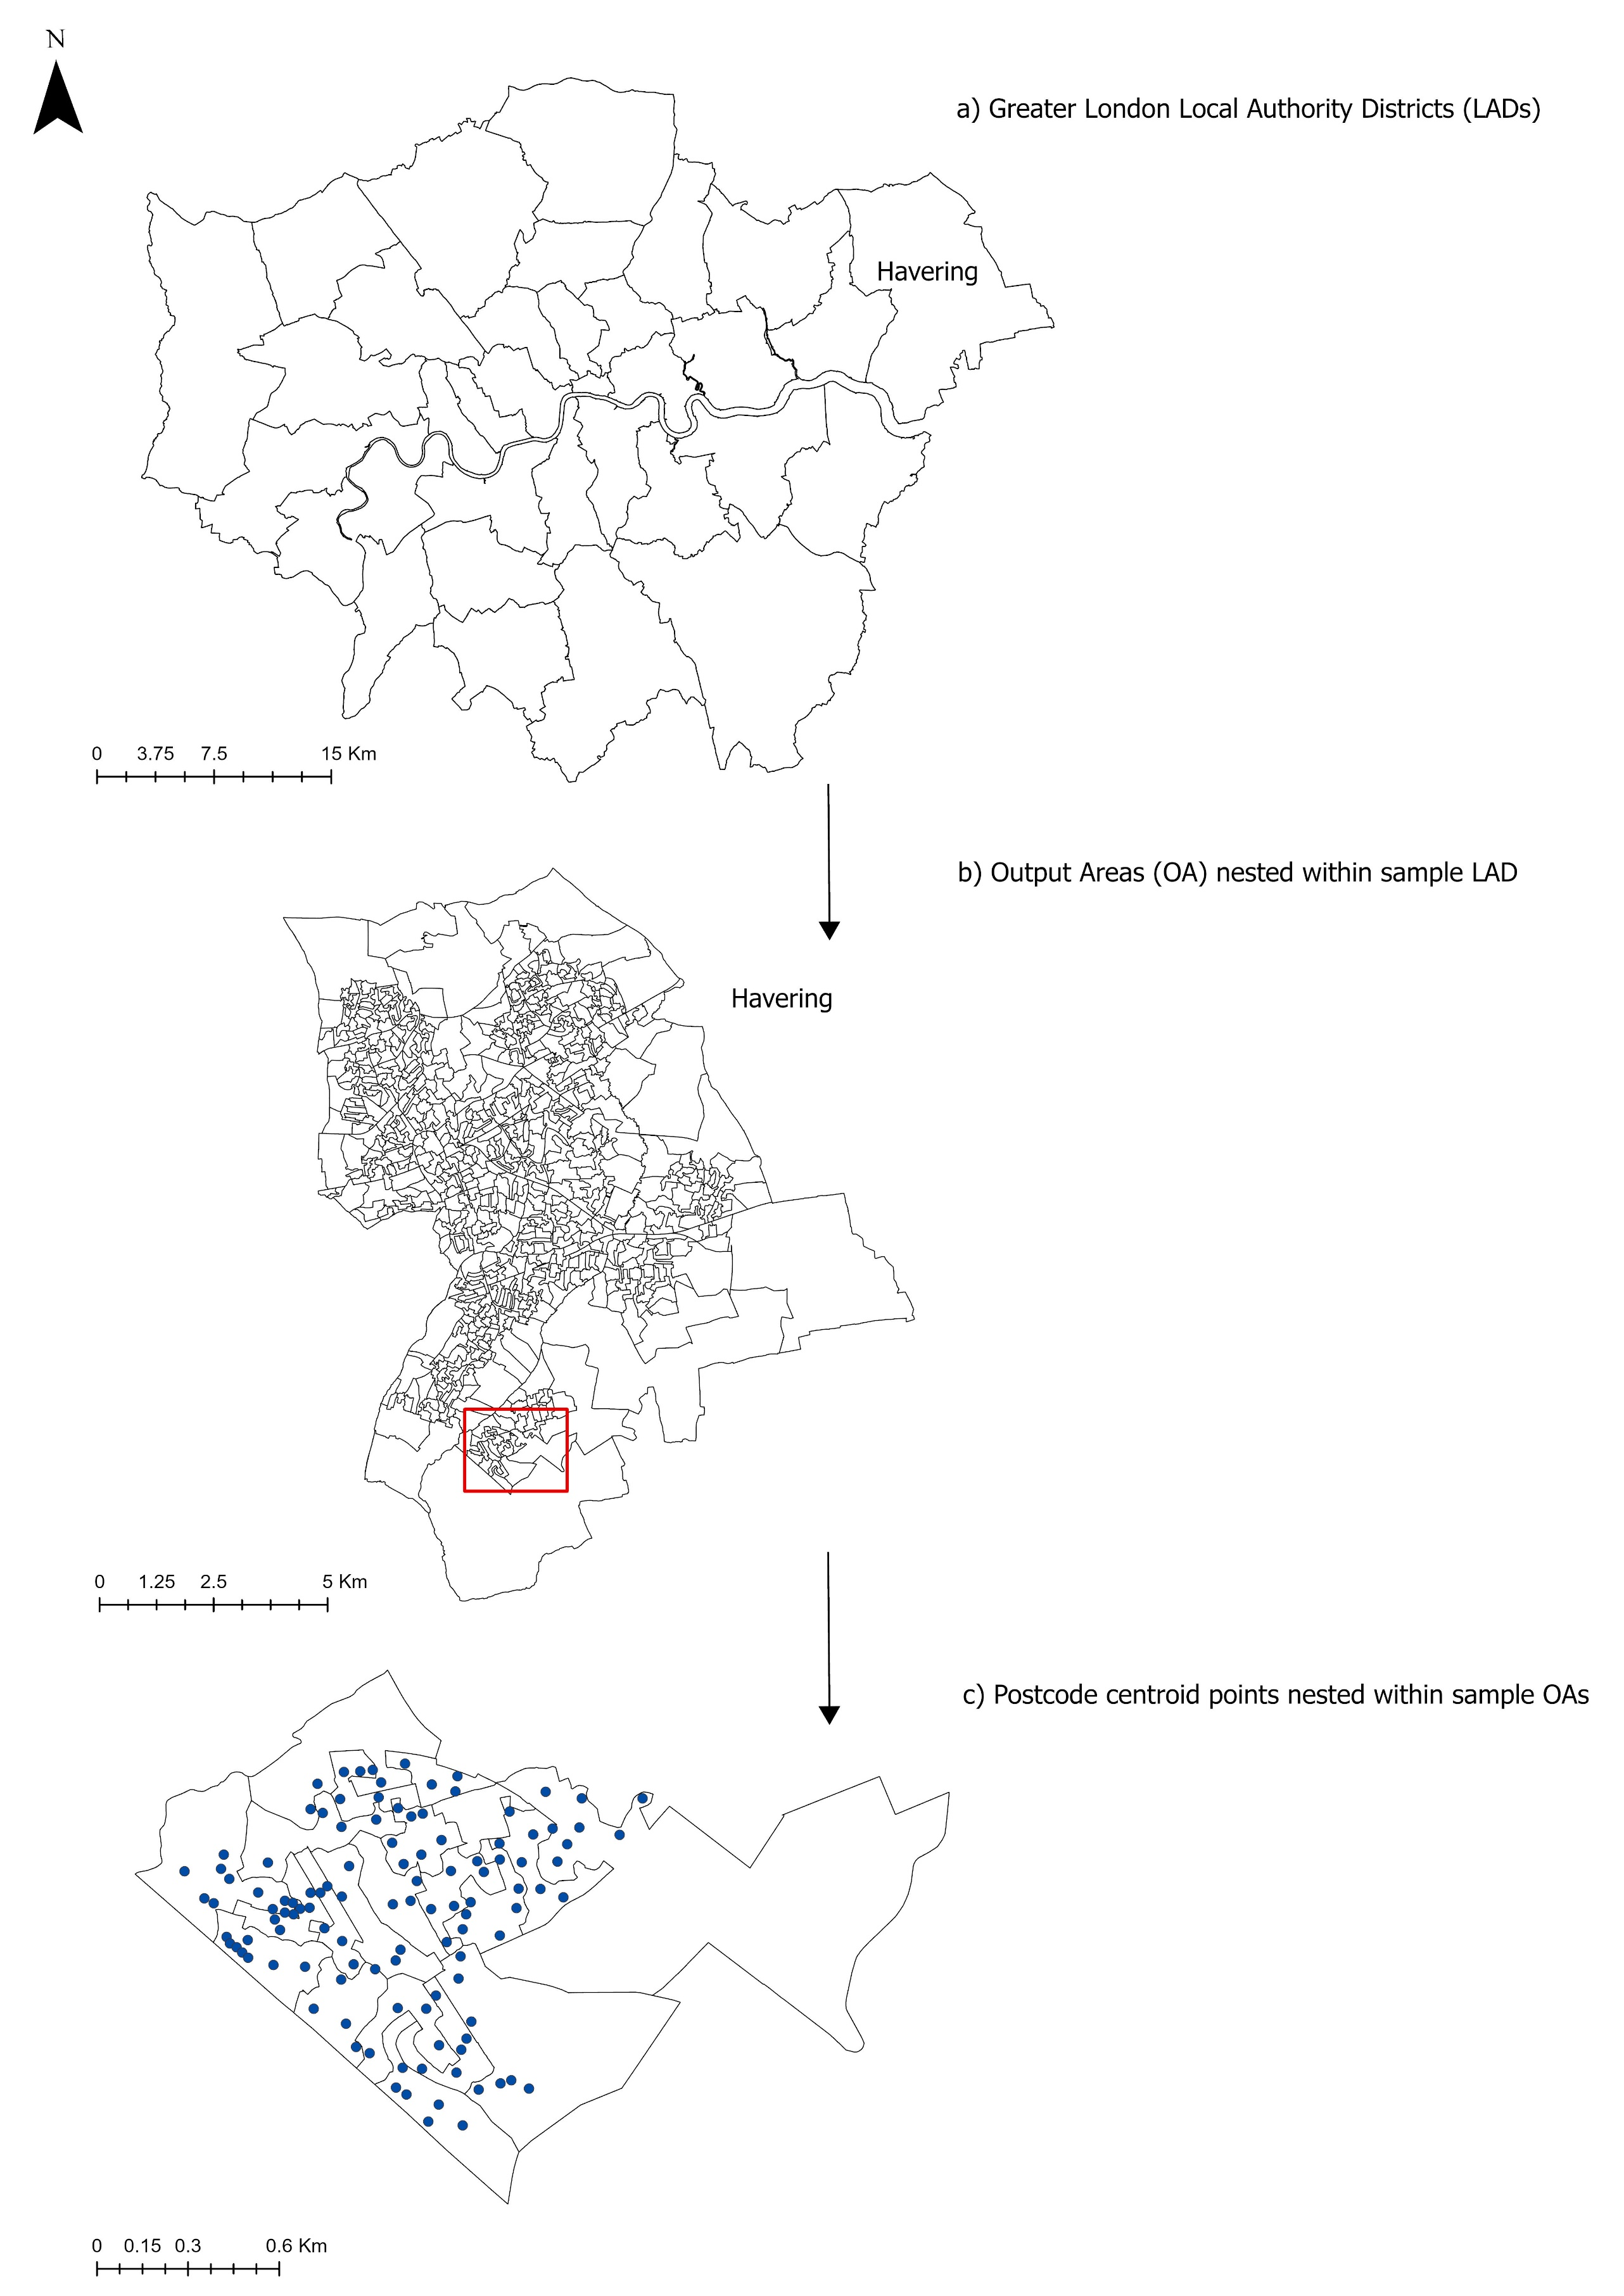 N
a) Greater London Local Authority Districts (LADs)
Havering
0 3.75 7.5 15 Km
b) Output Areas (OA) nested within sample LAD
Havering
0 1.25 2.5 5 Km
c) Postcode centroid points nested within sample OAs
0 0.15 0.3 0.6 Km